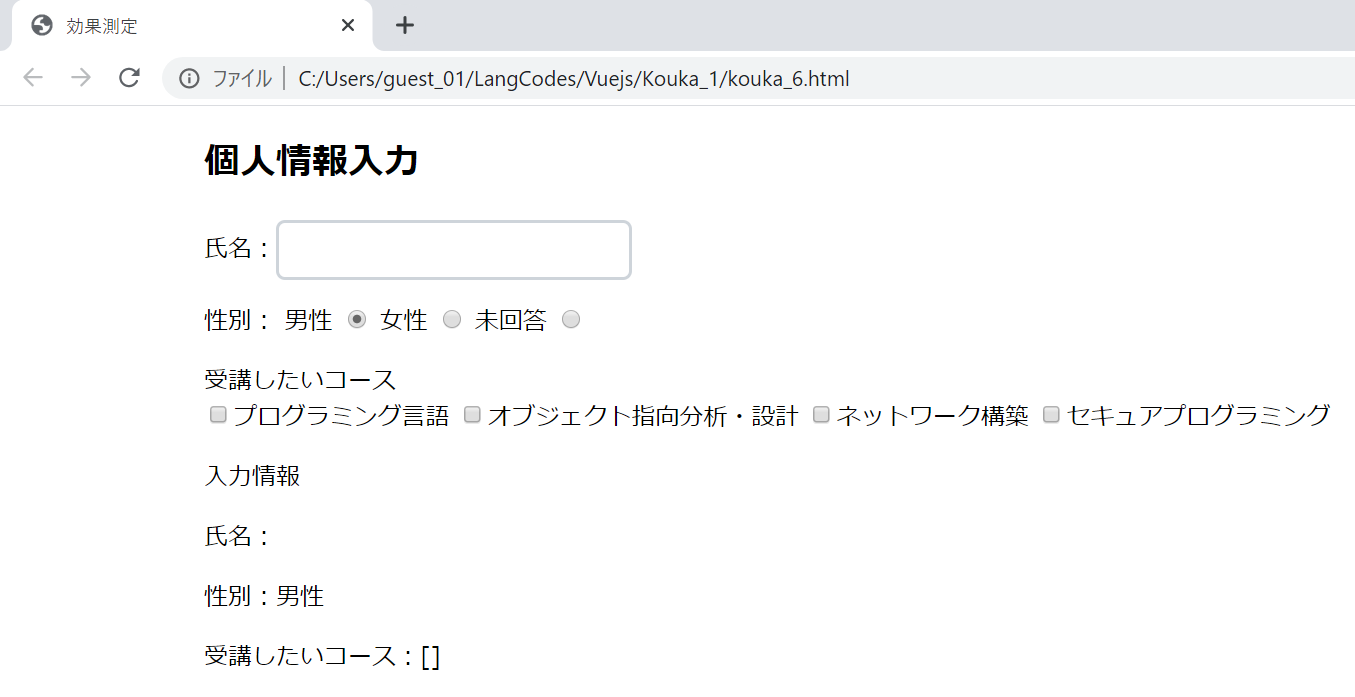 効果測定
ファイル | C:/Users/guest_01/LangCodes/Vuejs/Kouka_1/kouka_6.html
個人情報入力
氏名：
性別： 男性 女性 未回答
受講したいコース
プログラミング言語 オブジェクト指向分析・設計 ネットワーク構築 セキュアプログラミング
入力情報
氏名：
性別：男性
受講したいコース：[]